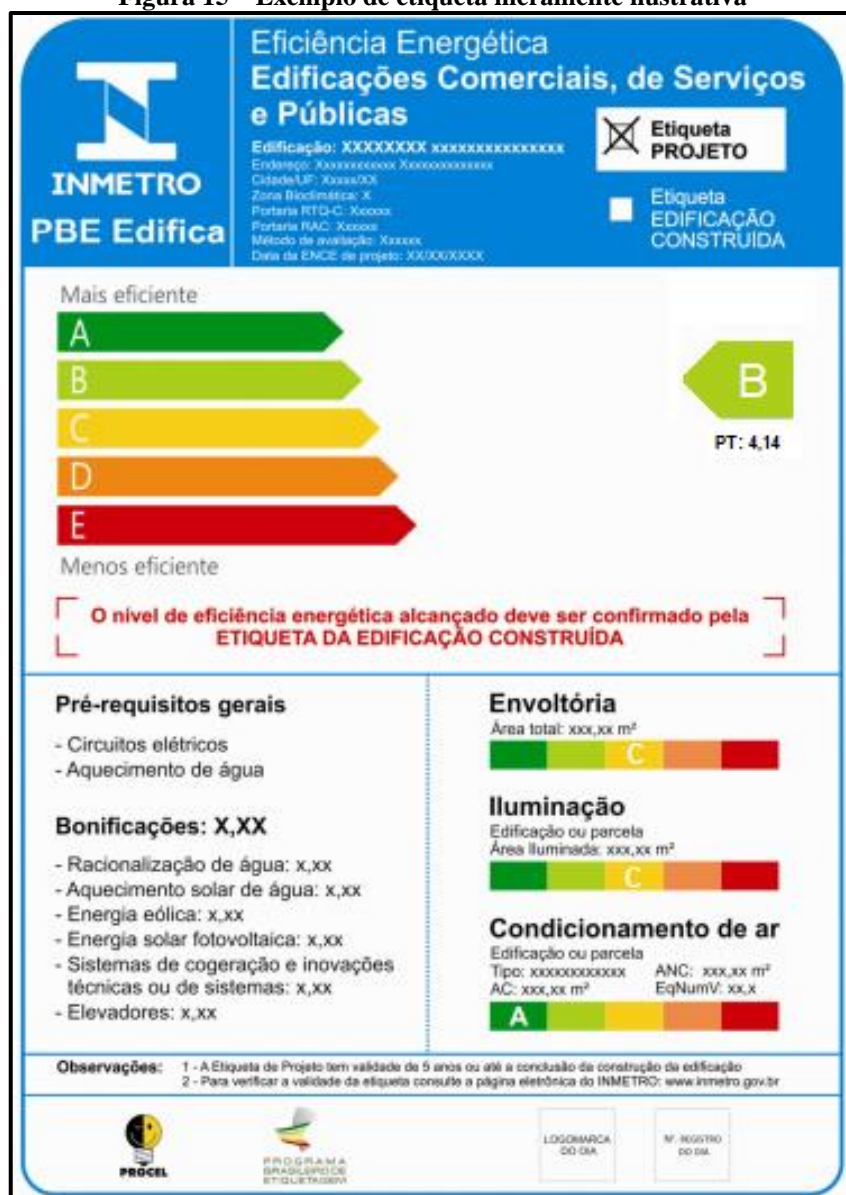 Figura 15 – Exemplo de etiqueta meramente ilustrativa
INMETRO
PBE Edifica
Eficiência Energética
Edificações Comerciais, de Serviços
e Públicas
Edificação: XXXXXXXX xxxxxxxxxxxxxxx
Endereço: Xxxxxxxxxxx Xxxxxxxxxxxxxx
Cidade/UF: Xxxxx/XX
Zona Bioclimática: X
Portaria RTQ-C: Xxxxxx
Portaria RAC: Xxxxxx
Método de avaliação: Xxxxxx
Data da ENCE de projeto: XX/XX/XXXX
Etiqueta
PROJETO
Etiqueta
EDIFICAÇÃO
CONSTRUÍDA
Mais eficiente
A
B
C
D
E
Menos eficiente
B
PT: 4,14
O nível de eficiência energética alcançado deve ser confirmado pela
ETIQUETA DA EDIFICAÇÃO CONSTRUÍDA
Pré-requisitos gerais
- Circuitos elétricos
- Aquecimento de água
Bonificações: X,XX
- Racionalização de água: x,xx
- Aquecimento solar de água: x,xx
- Energia eólica: x,xx
- Energia solar fotovoltaica: x,xx
- Sistemas de cogeração e inovações
técnicas ou de sistemas: x,xx
- Elevadores: x,xx
Envoltória
Área total: xxx,xx m²
C
Iluminação
Edificação ou parcela
Área Iluminada: xxx,xx m²
C
Condicionamento de ar
Edificação ou parcela
Tipo: xxxxxxxxxxxx ANC: xxx,xx m²
AC: xxx,xx m² EqNumV: xx,x
A
Observações: 1 - A Etiqueta de Projeto tem validade de 5 anos ou até a conclusão da construção da edificação
2 - Para verificar a validade da etiqueta consulte a página eletrônica do INMETRO: www.inmetro.gov.br
PROCEL
PROGRAMA
BRASILEIRO DE
ETIQUETAGEM
LOGOMARCA
DO OIA
Nº. REGISTRO
DO OIA